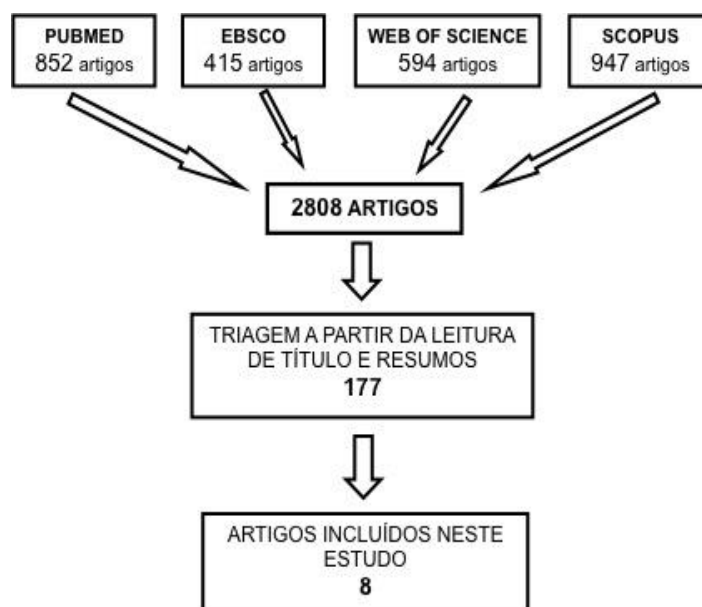 PUBMED
852 artigos
EBSCO
415 artigos
WEB OF SCIENCE
594 artigos
SCOPUS
947 artigos
2808 ARTIGOS
TRIAGEM A PARTIR DA LEITURA
DE TÍTULO E RESUMOS
177
ARTIGOS INCLUÍDOS NESTE
ESTUDO
8